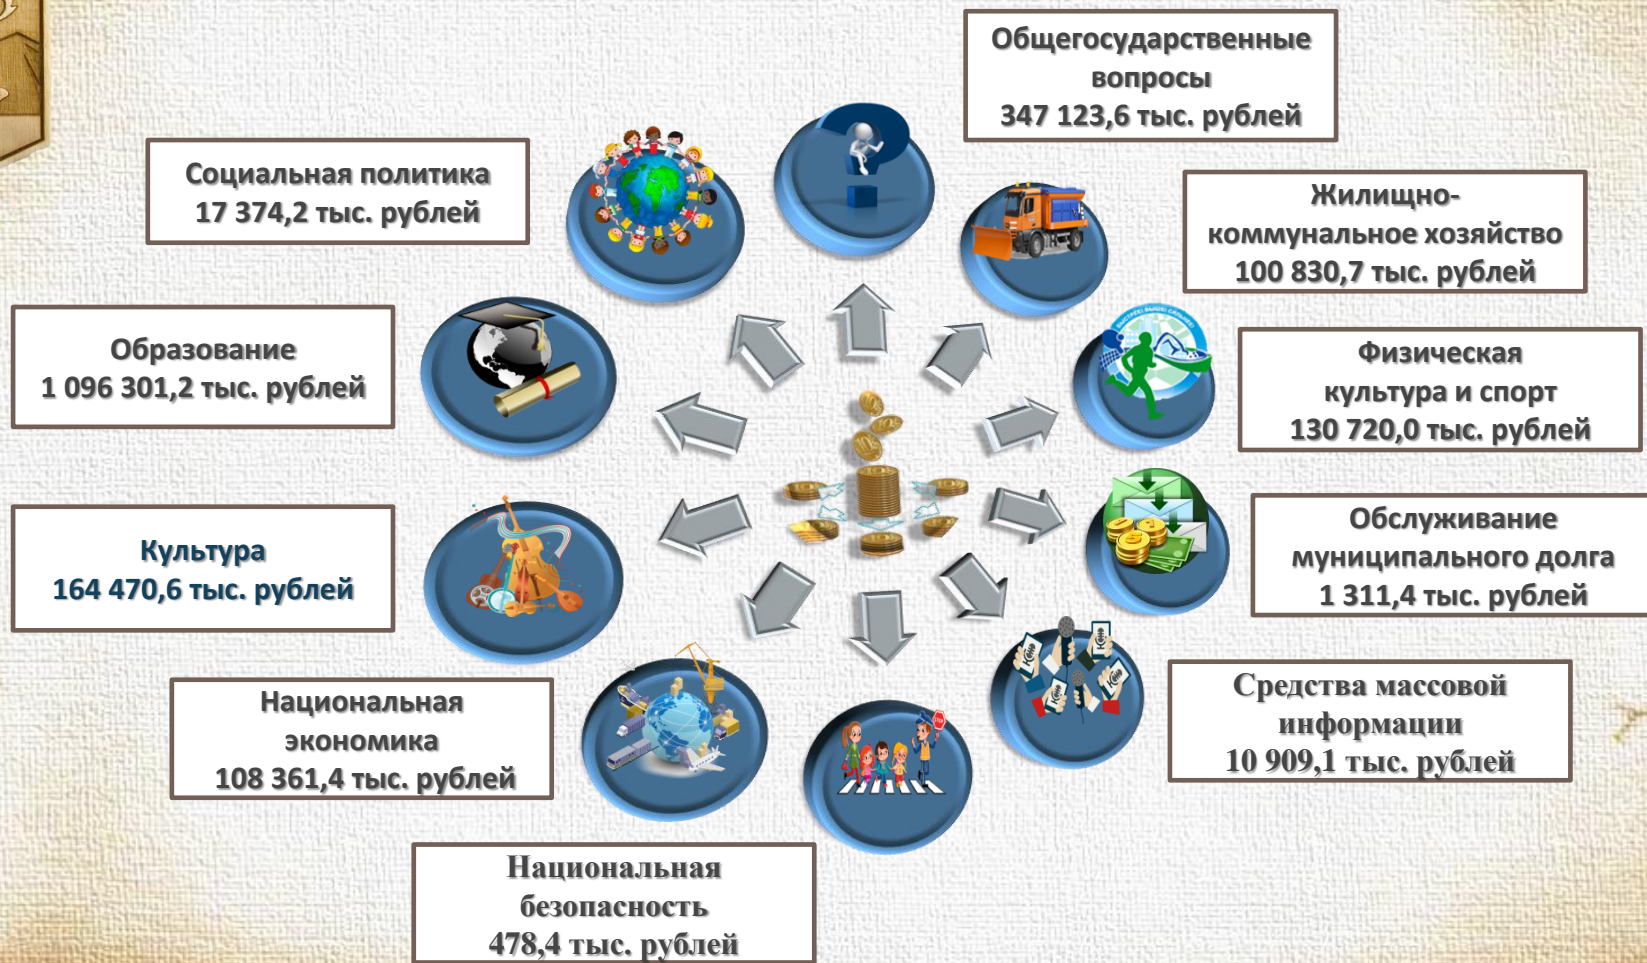 Общегосударственные
вопросы
347 123,6 тыс. рублей
Социальная политика
17 374,2 тыс. рублей
Жилищно-
коммунальное хозяйство
100 830,7 тыс. рублей
Образование
1 096 301,2 тыс. рублей
Физическая
культура и спорт
130 720,0 тыс. рублей
Культура
164 470,6 тыс. рублей
Обслуживание
муниципального долга
1 311,4 тыс. рублей
Национальная
экономика
108 361,4 тыс. рублей
Средства массовой
информации
10 909,1 тыс. рублей
Национальная
безопасность
478,4 тыс. рублей